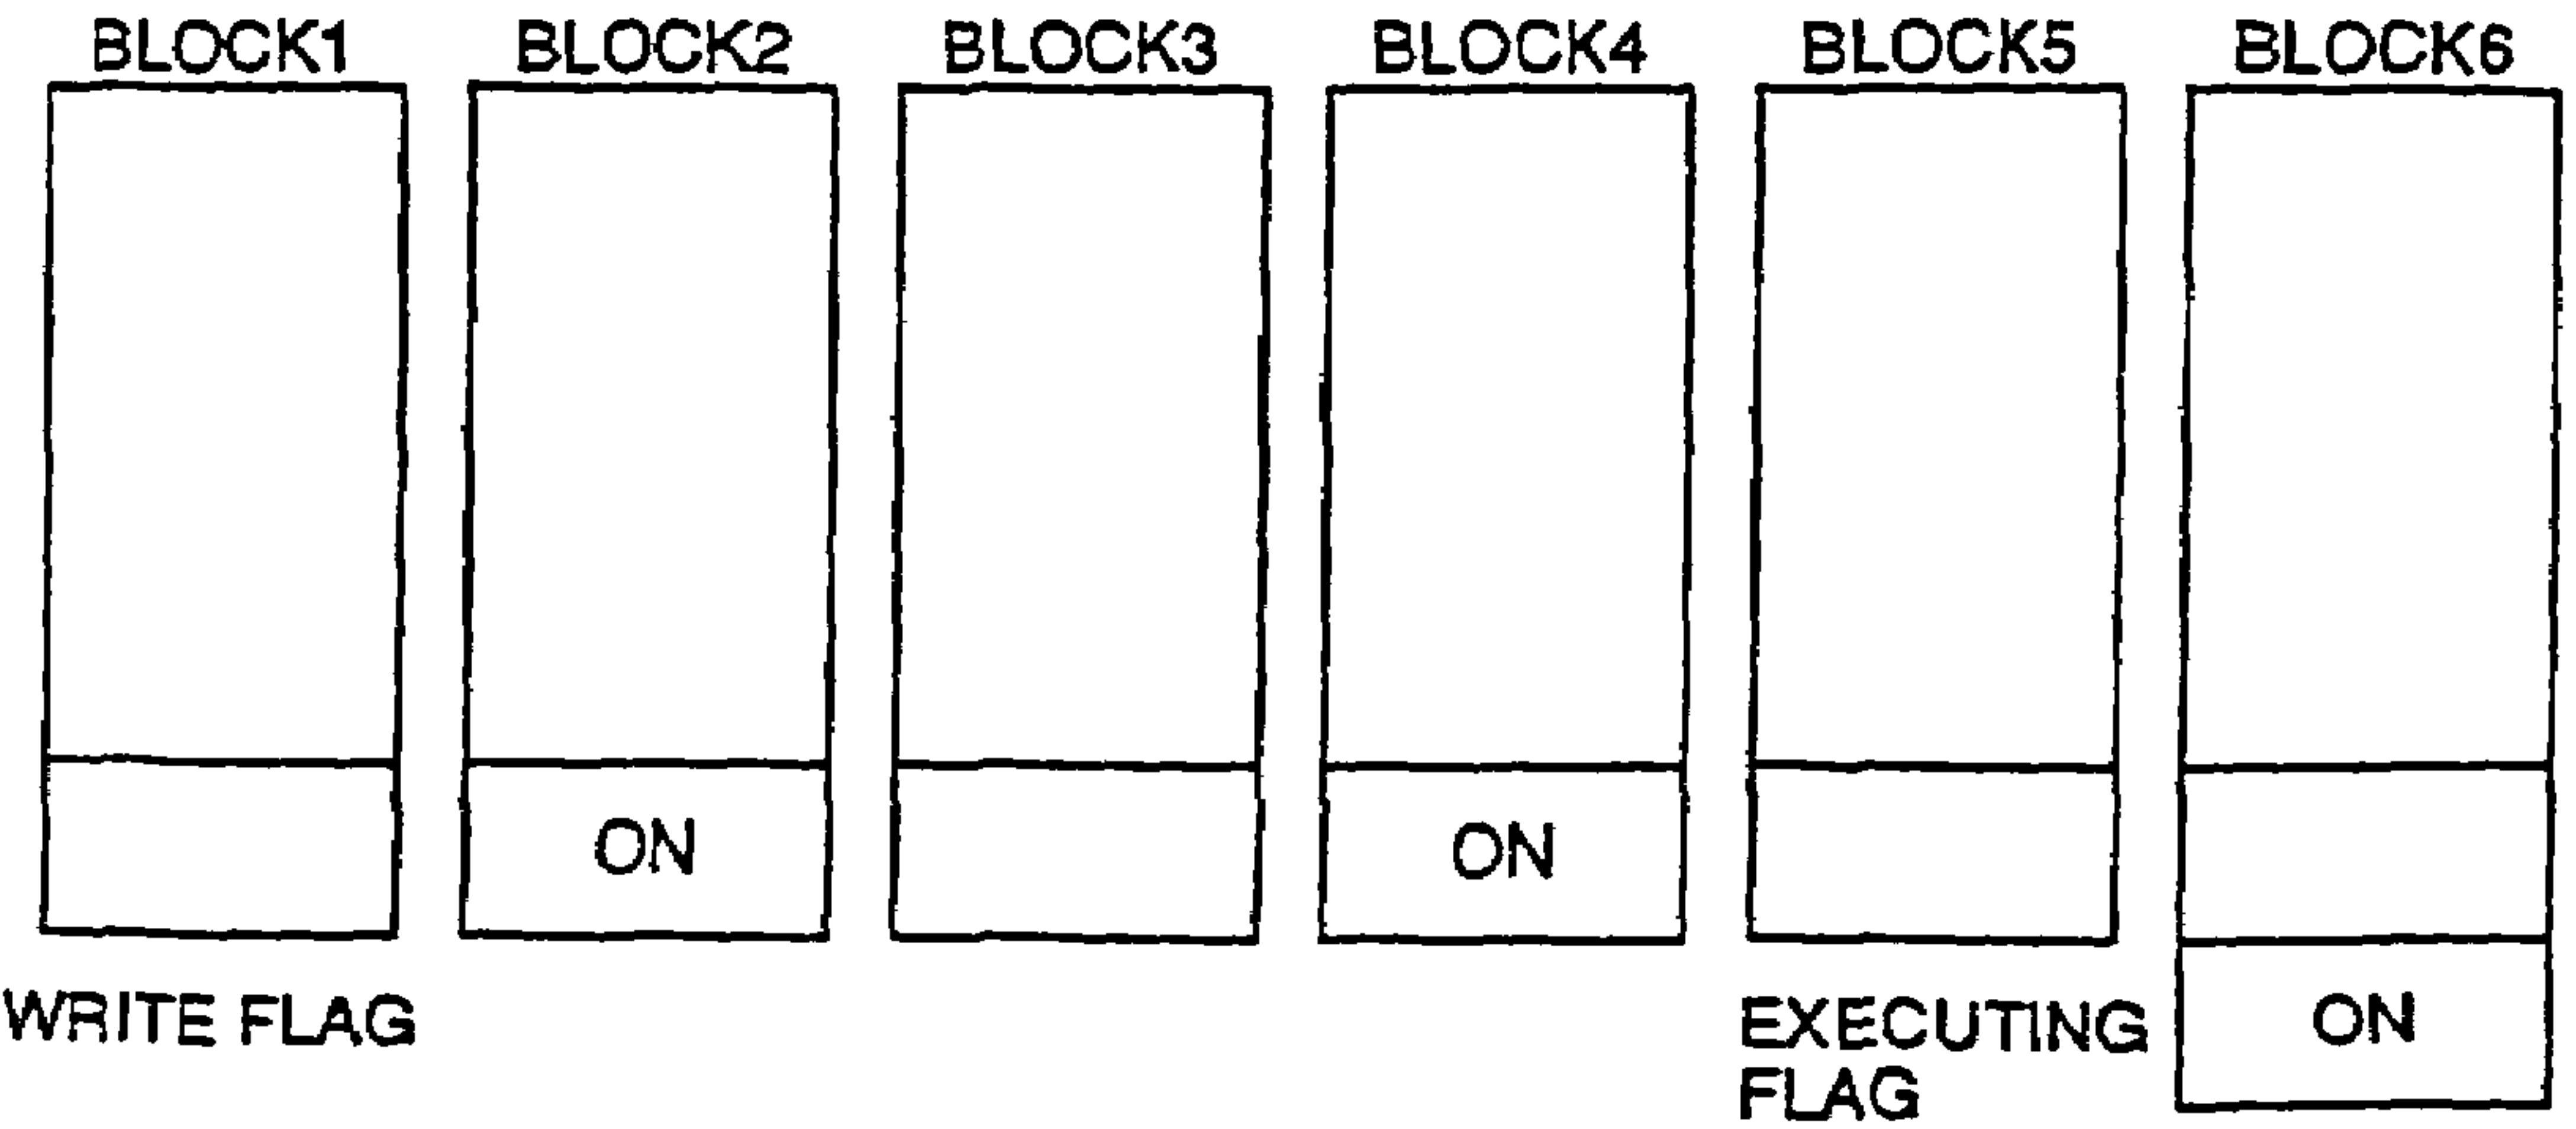 BLOCK1 BLOCK2 BLOCK3 BLOCK4 BLOCK5 BLOCK6
ON ON
WRITE FLAG EXECUTING ON
FLAG